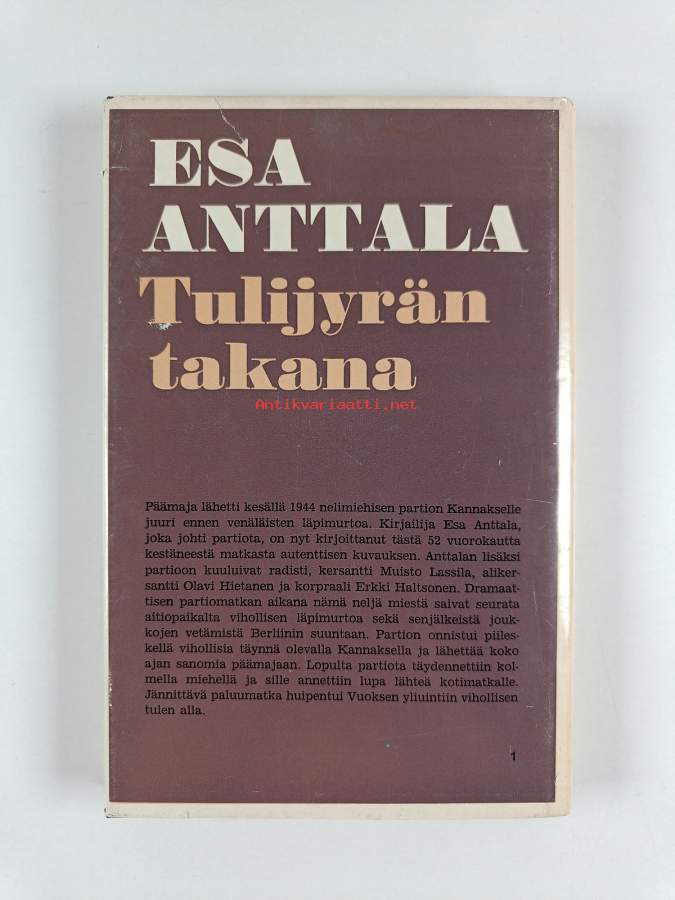 ESA
ANTTALA
Tulijyrän
takana
Antikvariaatti.net
Päämaja lähetti kesällä 1944 nelimiehisen partion Kannakselle
juuri ennen venäläisten läpimurtoa. Kirjailija Esa Anttala,
joka johti partiota, on nyt kirjoittanut tästä 52 vuorokautta
kestäneestä matkasta autenttisen kuvauksen. Anttalan lisäksi
partioon kuuluivat radisti, kersantti Muisto Lassila, aliker-
santti Olavi Hietanen ja korpraali Erkki Haltsonen. Dramaat-
tisen partiomatkan aikana nämä neljä miestä saivat seurata
aitiopaikalta vihollisen läpimurtoa sekä senjälkeistä jouk-
kojen vetämistä Berliinin suuntaan. Partion onnistui piiles-
kellä vihollisia täynnä olevalla Kannaksella ja lähettää koko
ajan sanomia päämajaan. Lopulta partiota täydennettiin kol-
mella miehellä ja sille annettiin lupa lähteä kotimatkalle.
Jännittävä paluumatka huipentui Vuoksen yliuintiin vihollisen
tulen alla.
1